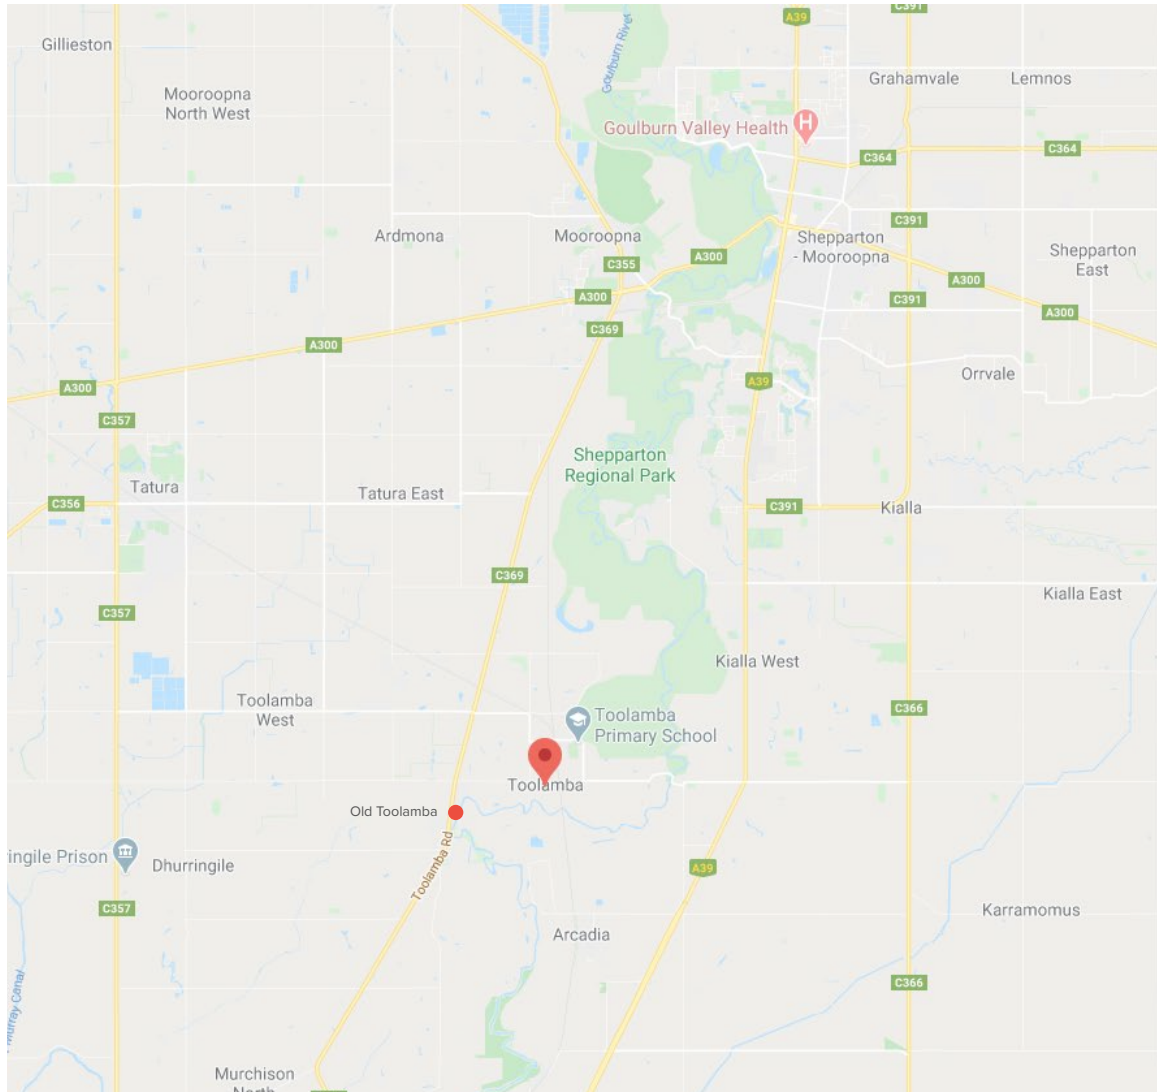 C391
A39
Gillieston
Goulburn River
Grahamvale
Lemnos
Mooroopna
North West
Goulburn Valley Health
H
C364
C364
C391
Ardmona
Mooroopna
Shepparton
- Mooroopna
Shepparton
East
C355
A300
A300
A300
C391
A300
C369
A300
A39
Orrvale
A300
C357
Shepparton
Regional Park
Tatura
Tatura East
C356
C391
Kialla
C369
Kialla East
C357
Kialla West
Toolamba
West
C366
Toolamba
Primary School
Toolamba
Old Toolamba
Toolamba Rd
ingile Prison
Dhurringile
A39
C357
Karramomus
Arcadia
C366
Murray Canal
Murchison
North